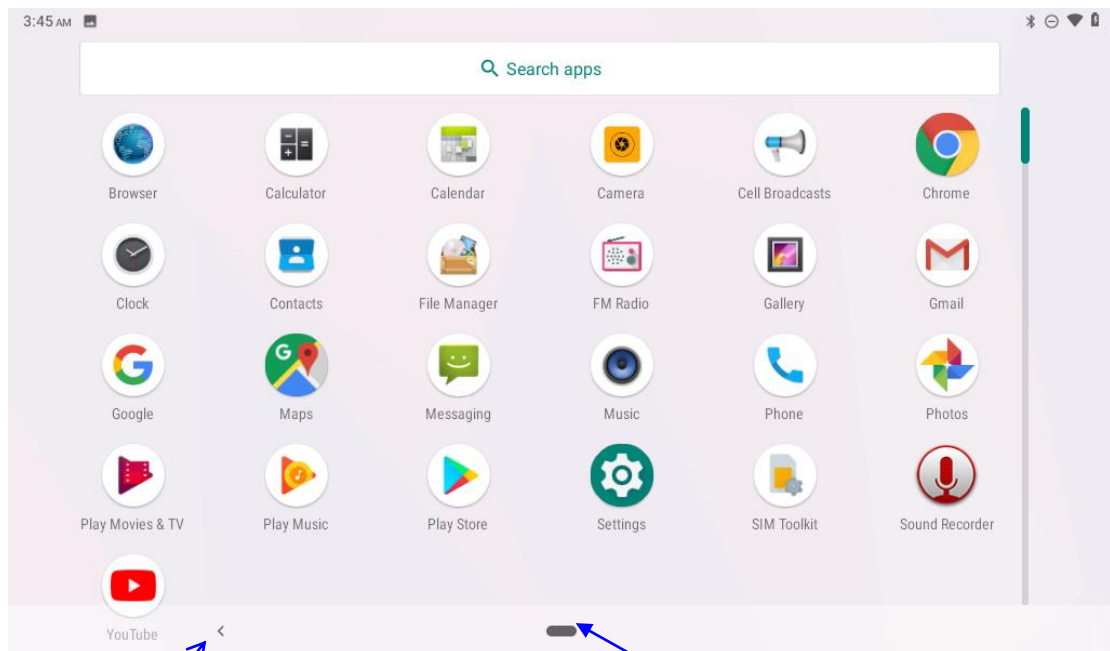 3:45 AM
Search apps
Browser Calculator Calendar Camera Cell Broadcasts Chrome
Clock Contacts File Manager FM Radio Gallery Gmail
Google Maps Messaging Music Phone Photos
Play Movies & TV Play Music Play Store Settings SIM Toolkit Sound Recorder
YouTube